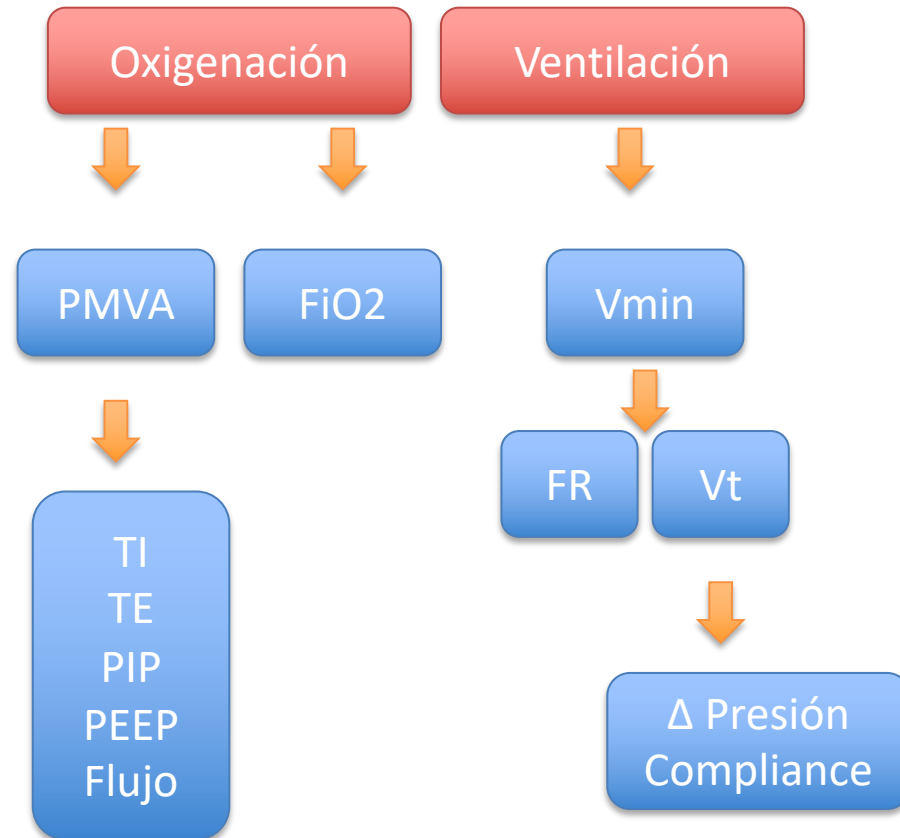 Oxigenación
Ventilación
PMVA
FiO2
Vmin
FR
Vt
TI
TE
PIP
PEEP
Flujo
Δ Presión
Compliance